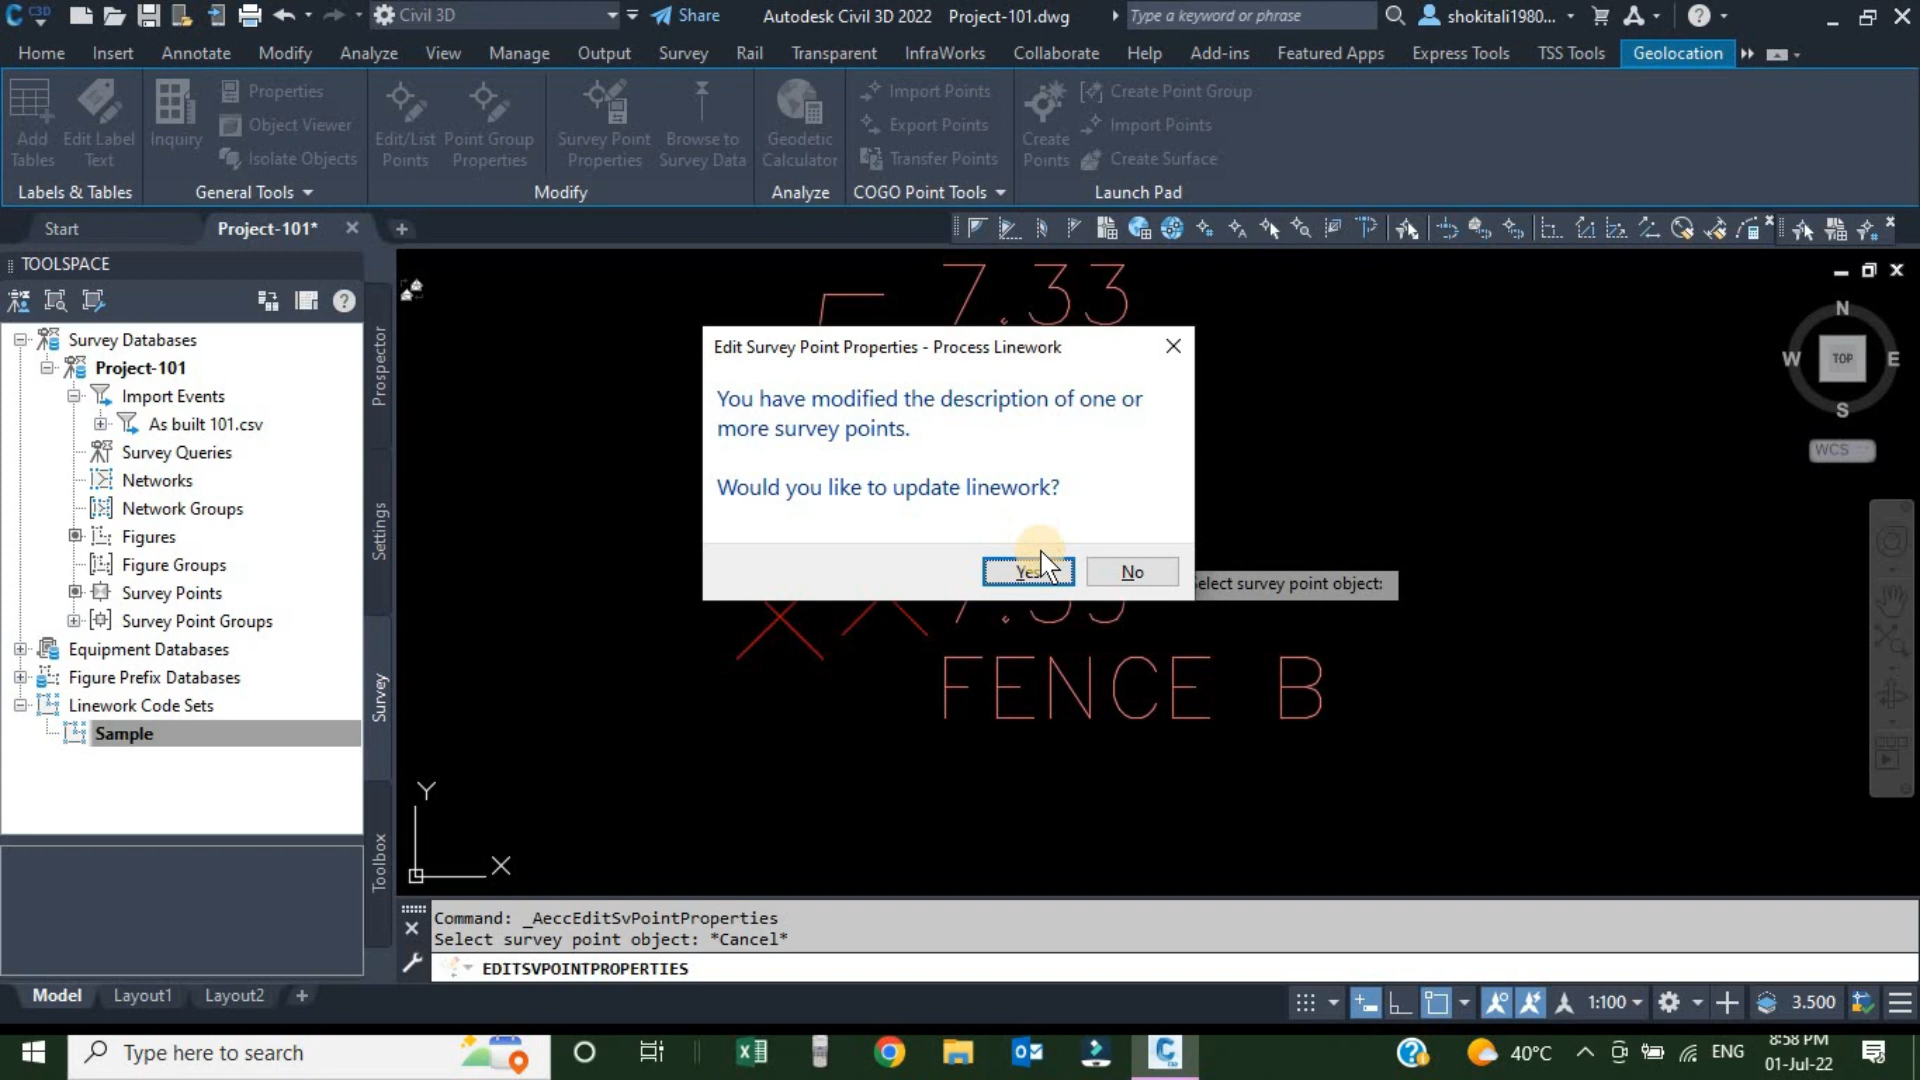 C3D
Civil 3D
Share
Autodesk Civil 3D 2022 Project-101.dwg
Type a keyword or phrase
shokitali1980...
Home Insert Annotate Modify Analyze View Manage Output Survey Rail Transparent InfraWorks Collaborate Help Add-ins Featured Apps Express Tools TSS Tools Geolocation
Add Tables
Edit Label Text
Inquiry
Properties
Object Viewer
Isolate Objects
Edit/List Points
Point Group Properties
Survey Point Properties
Browse to Survey Data
Geodetic Calculator
Import Points
Export Points
Transfer Points
Create Points
Create Point Group
Import Points
Create Surface
Labels & Tables General Tools Modify Analyze COGO Point Tools Launch Pad
Start Project-101*
TOOLSPACE
Survey Databases
Project-101
Import Events
As built 101.csv
Survey Queries
Networks
Network Groups
Figures
Figure Groups
Survey Points
Survey Point Groups
Equipment Databases
Figure Prefix Databases
Linework Code Sets
Sample
Prospector
Settings
Survey
Toolbox
7.33
Edit Survey Point Properties - Process Linework
You have modified the description of one or
more survey points.
Would you like to update linework?
Yes No
Select survey point object:
FENCE B
N
W TOP E
S
WCS
Y
X
Command: _AeccEditSvPointProperties
Select survey point object: *Cancel*
EDITSVPOINTPROPERTIES
Model Layout1 Layout2
1:100 3.500
Type here to search
40°C ENG
8:58 PM
01-Jul-22